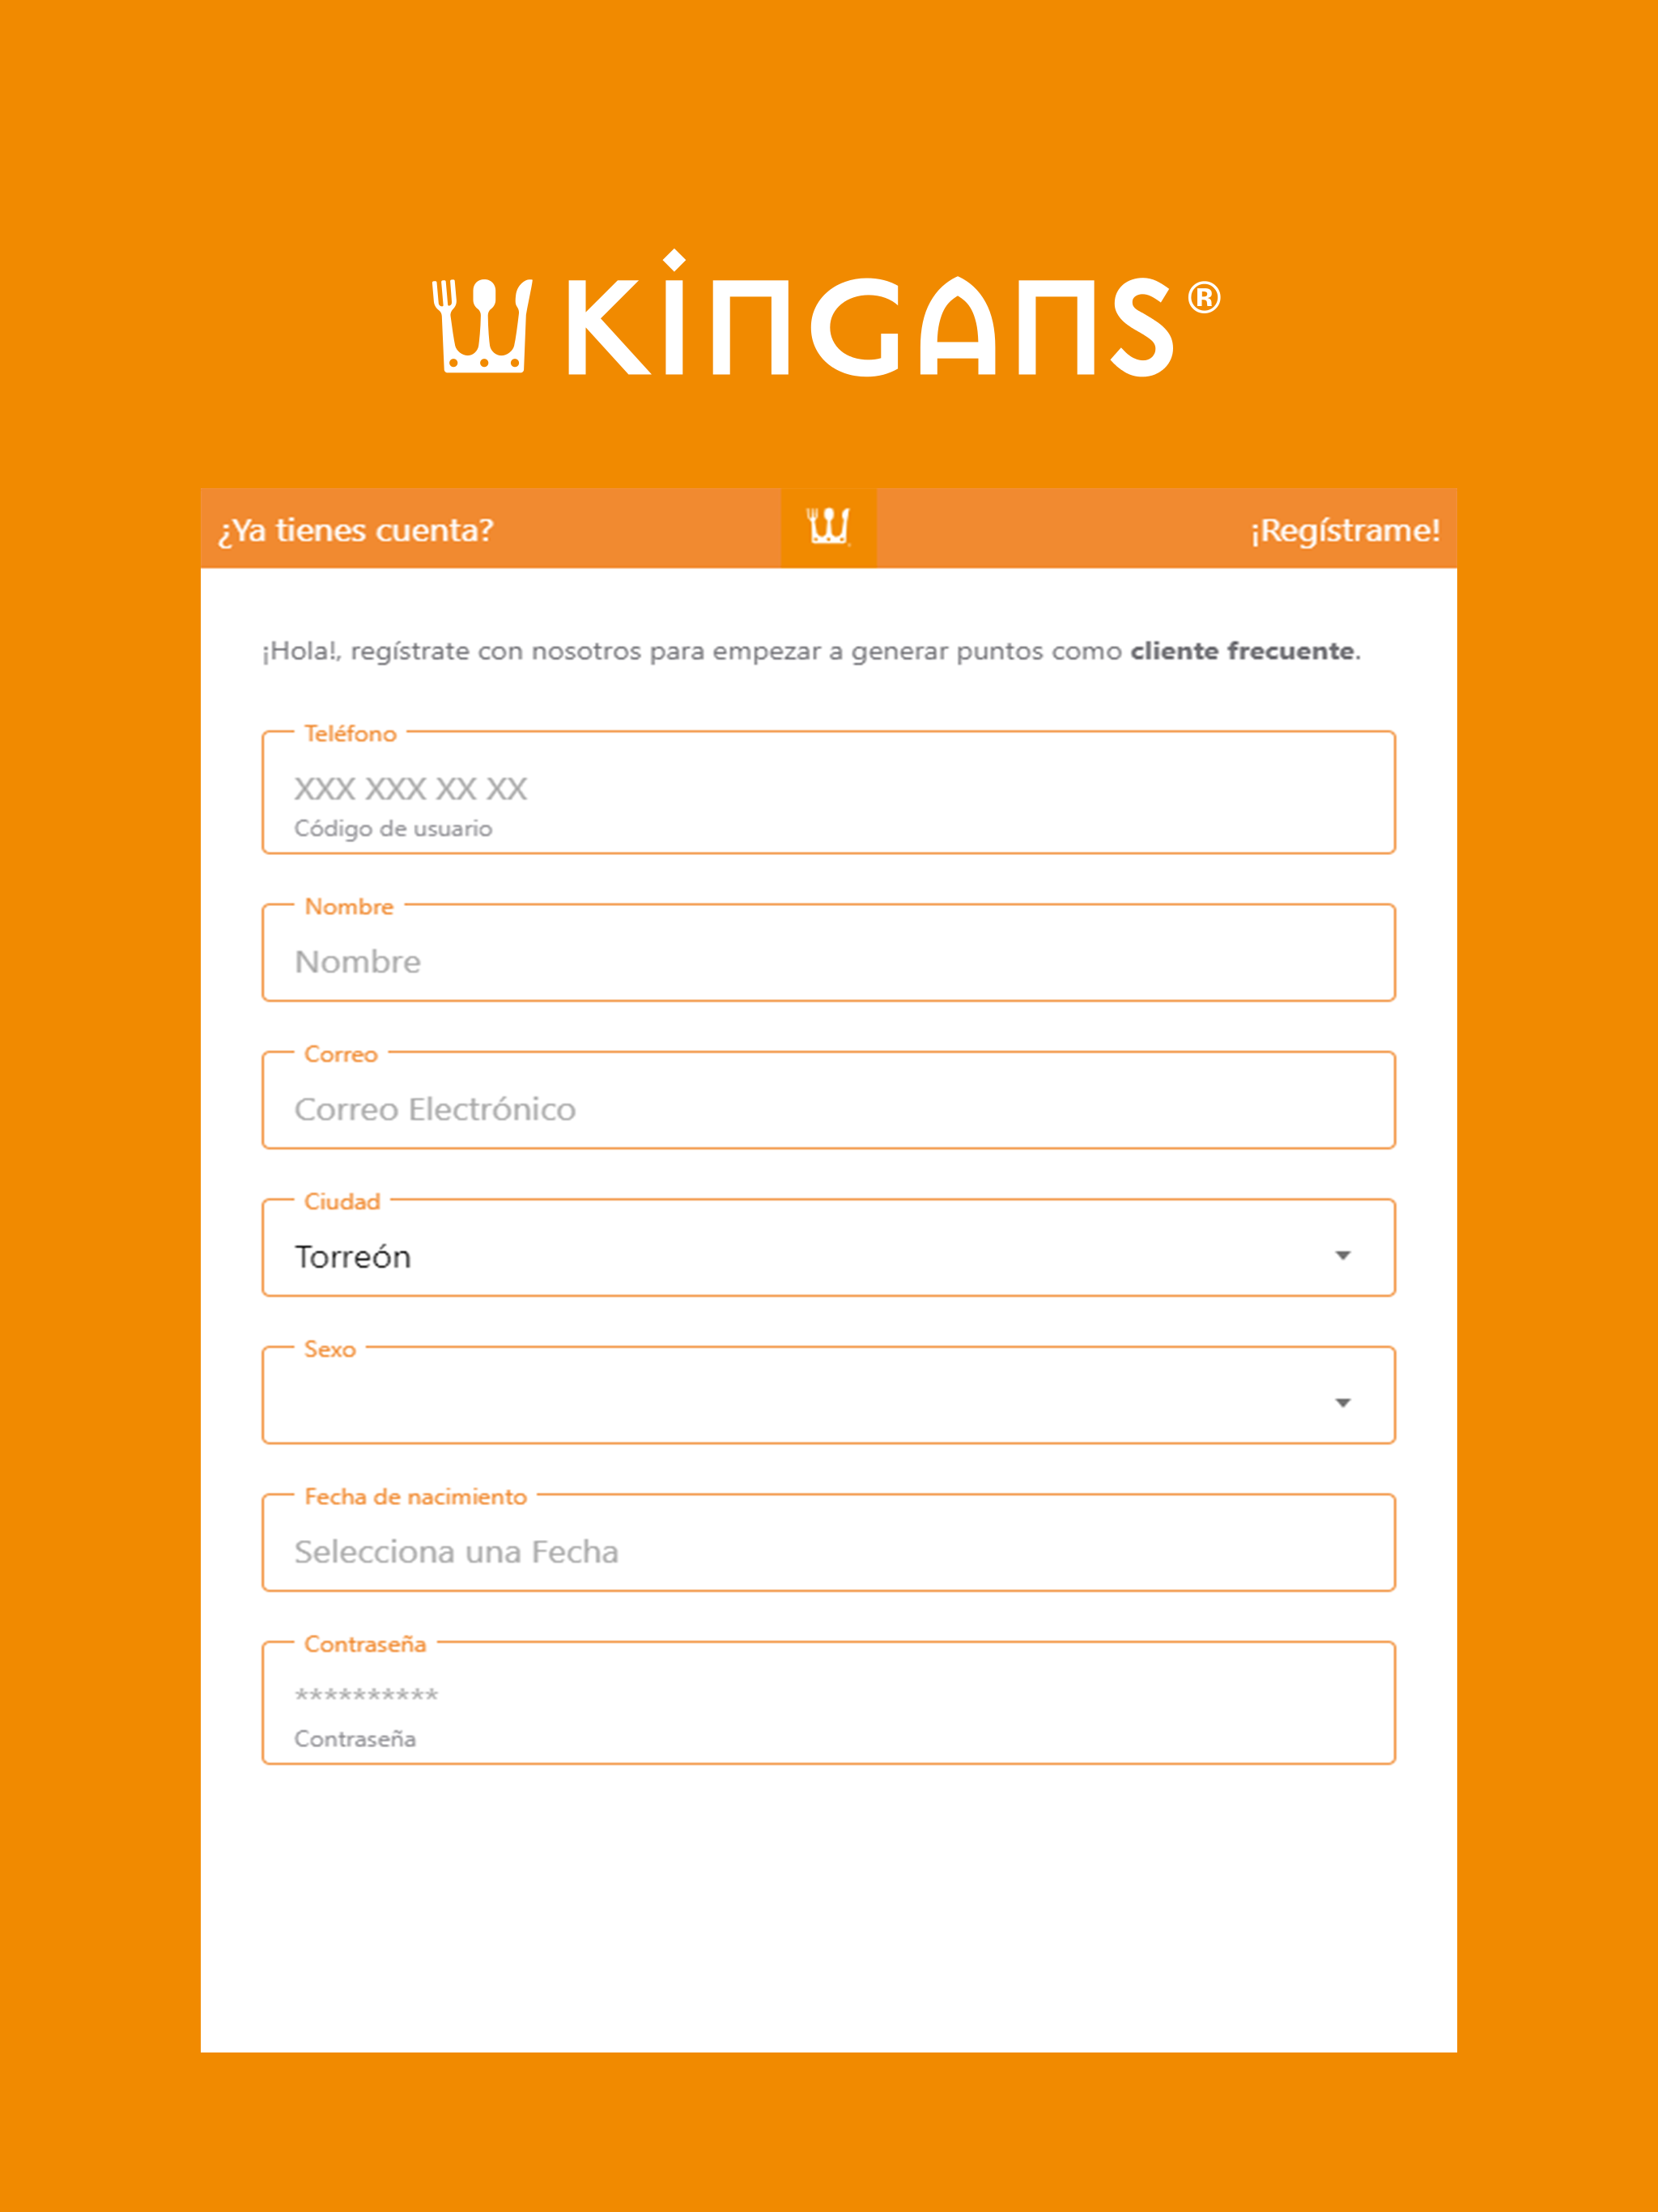 KINGANS®
¿Ya tienes cuenta? ¡Regístrame!
¡Hola!, regístrate con nosotros para empezar a generar puntos como cliente frecuente.
Teléfono
XXX XXX XX XX
Código de usuario
Nombre
Nombre
Correo
Correo Electrónico
Ciudad
Torreón
Sexo
Fecha de nacimiento
Selecciona una Fecha
Contraseña
**********
Contraseña